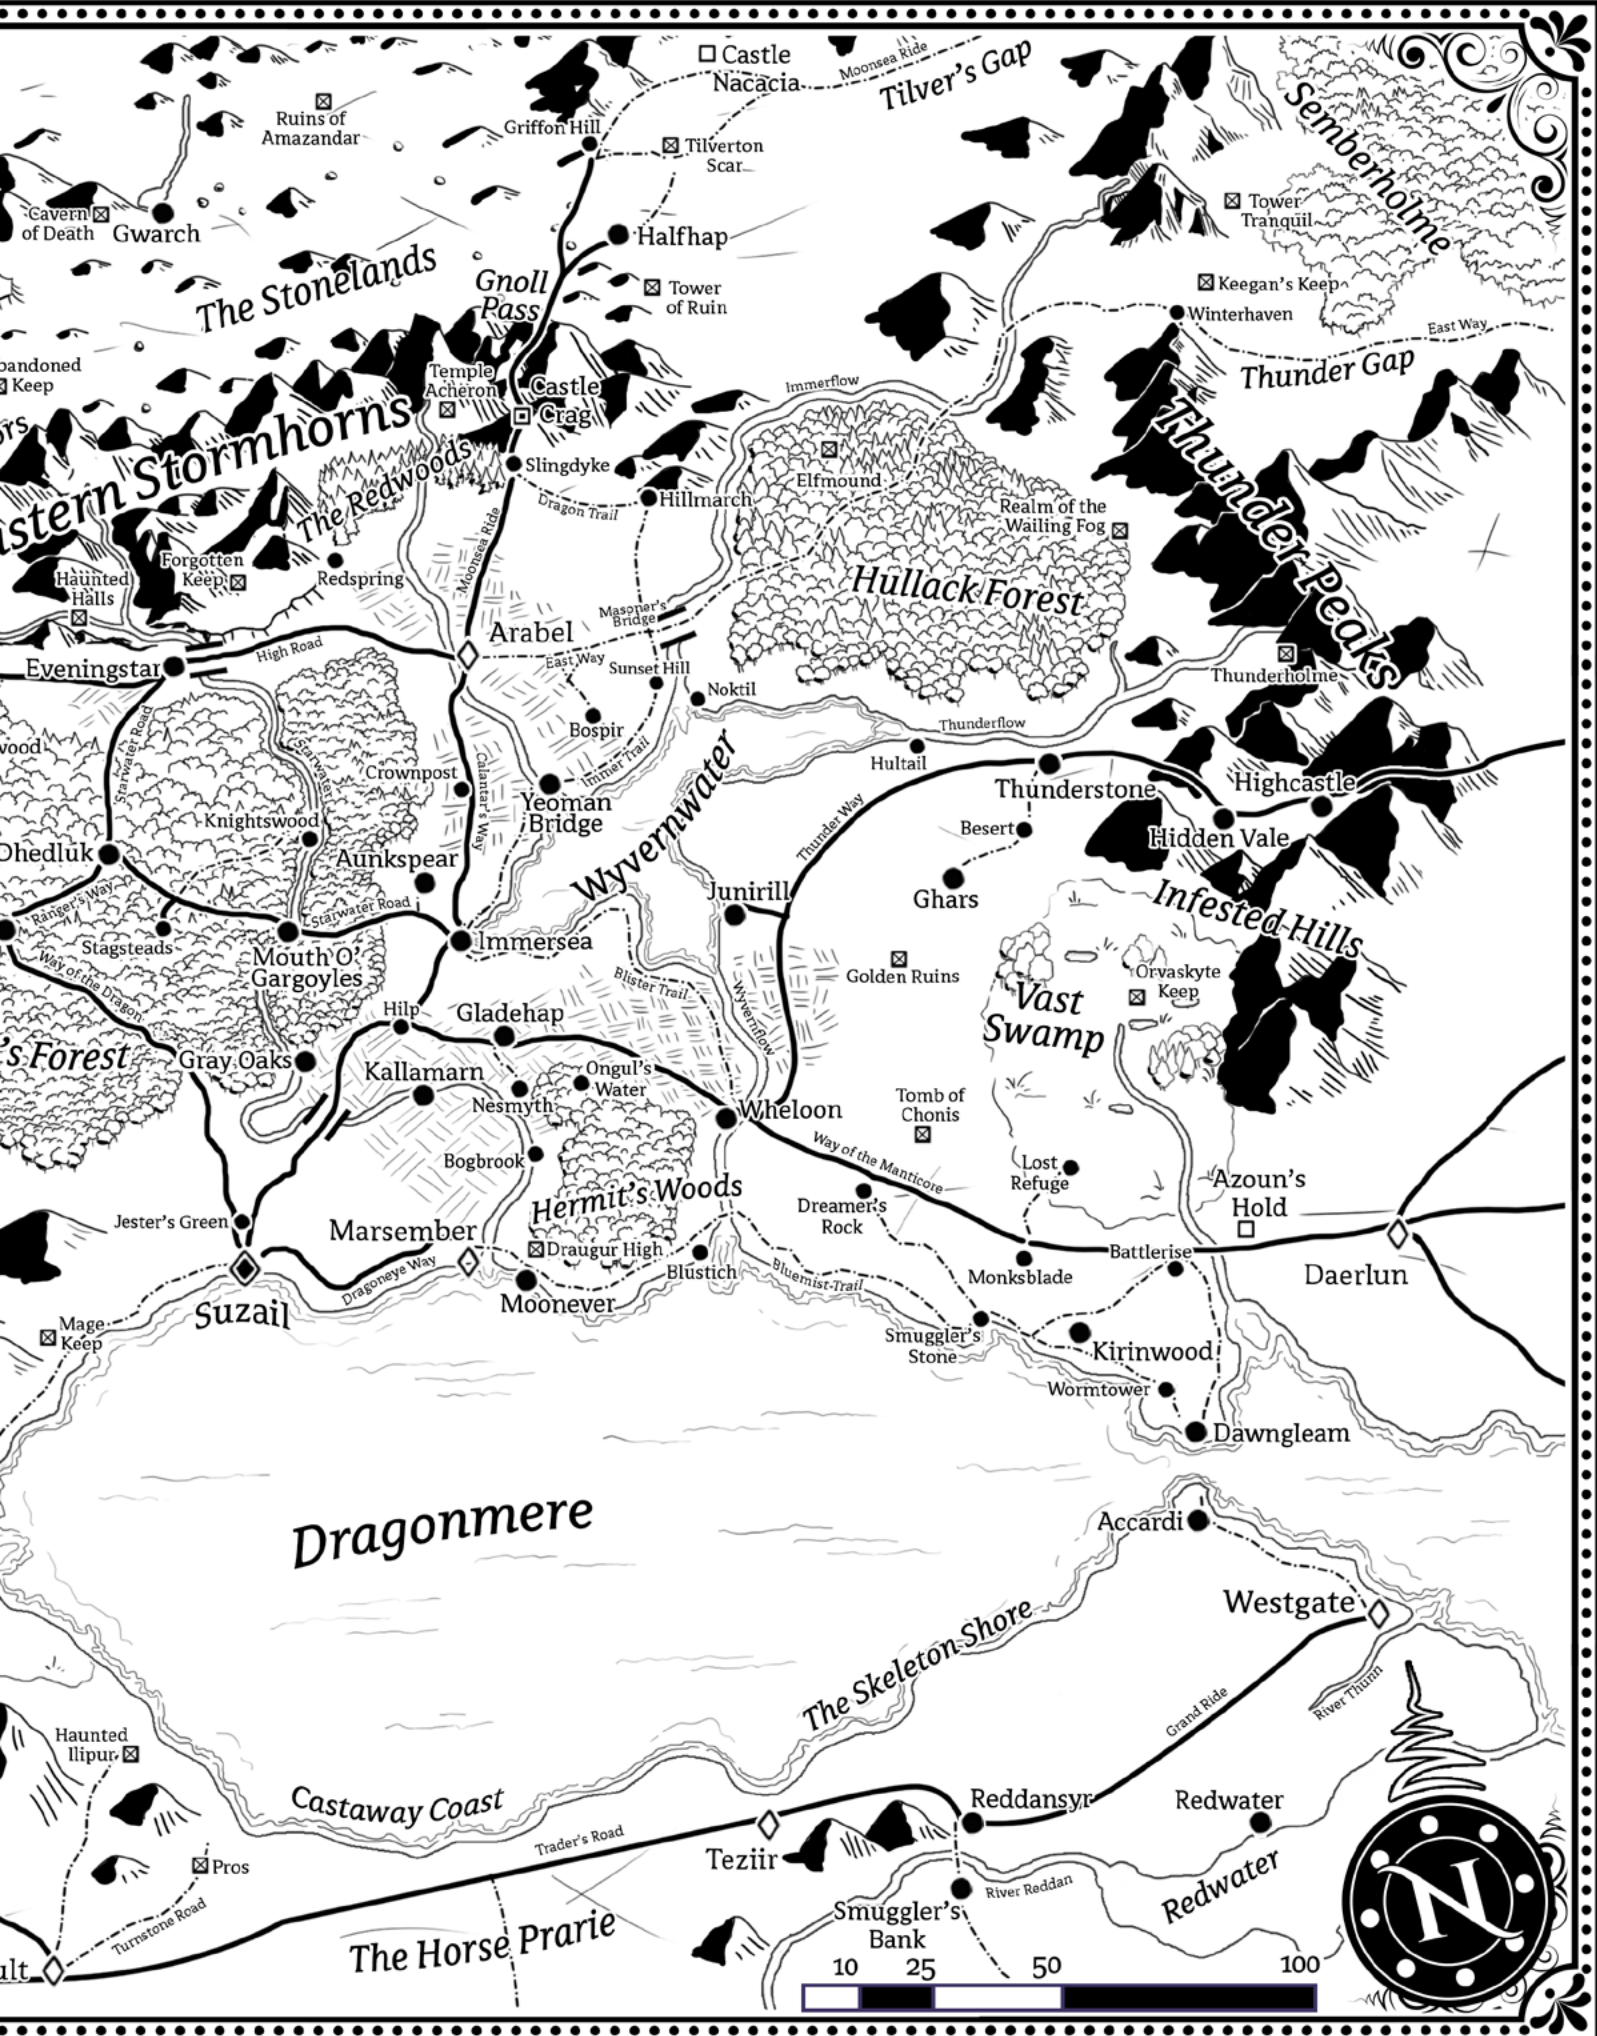 Castle
Nacacia
Moonsea Ride
Tilver's Gap
Semberholme
Ruins of
Amazandar
Griffon Hill
Tilverton
Scar
Cavern
of Death
Gwarch
Halfhap
Tower
Tranquil
The Stonelands
Gnoll
Pass
Tower
of Ruin
Keegan's Keep
Winterhaven
East Way
Thunder Gap
bandoned
Keep
Temple
Acheron
Castle
Crag
Immerflow
ors
stern Stormhorns
The Redwoods
Slingdyke
Dragon Trail
Hillmarch
Elfmound
Realm of the
Wailing Fog
Thunder Peaks
Moonsea Ride
Forgotten
Keep
Haunted
Halls
Redspring
Hullack Forest
Masoner's
Bridge
Arabel
High Road
East Way
Eveningstar
Sunset Hill
Noktil
Thunderholme
Starwater Road
Starwater
Bospir
Immer Trail
Thunderflow
wood
Crownpost
Calantar's Way
Hultail
Yeoman
Bridge
Wyvernwater
Thunderstone
Highcastle
Hidden Vale
Knightswood
Thunder Way
Besert
Dhedluk
Aunkspear
Ghars
Infested Hills
Ranger's Way
Starwater Road
Junirill
Stagsteads
Mouth O'
Gargoyles
Immersea
Golden Ruins
Orvaskyte
Keep
Way of the Dragon
Blister Trail
Wyvernflow
Vast
Swamp
Hilp
Gladehap
's Forest
Gray Oaks
Kallamarn
Ongul's
Water
Nesmyth
Wheloon
Tomb of
Chonis
Bogbrook
Way of the Manticore
Lost
Refuge
Azoun's
Hold
Hermit's Woods
Dreamer's
Rock
Jester's Green
Marsember
Draugur High
Blustich
Battlerise
Monksblade
Daerlun
Dragoneye Way
Bluemist Trail
Suzail
Moonever
Mage
Keep
Smuggler's
Stone
Kirinwood
Wormtower
Dawngleam
Dragonmere
Accardi
Westgate
The Skeleton Shore
Grand Ride
River Thunn
Haunted
Ilipur
Castaway Coast
Reddansyr
Redwater
Trader's Road
Teziir
Pros
River Reddan
Redwater
Turnstone Road
Smuggler's
Bank
The Horse Prarie
ult
10 25 50 100
N